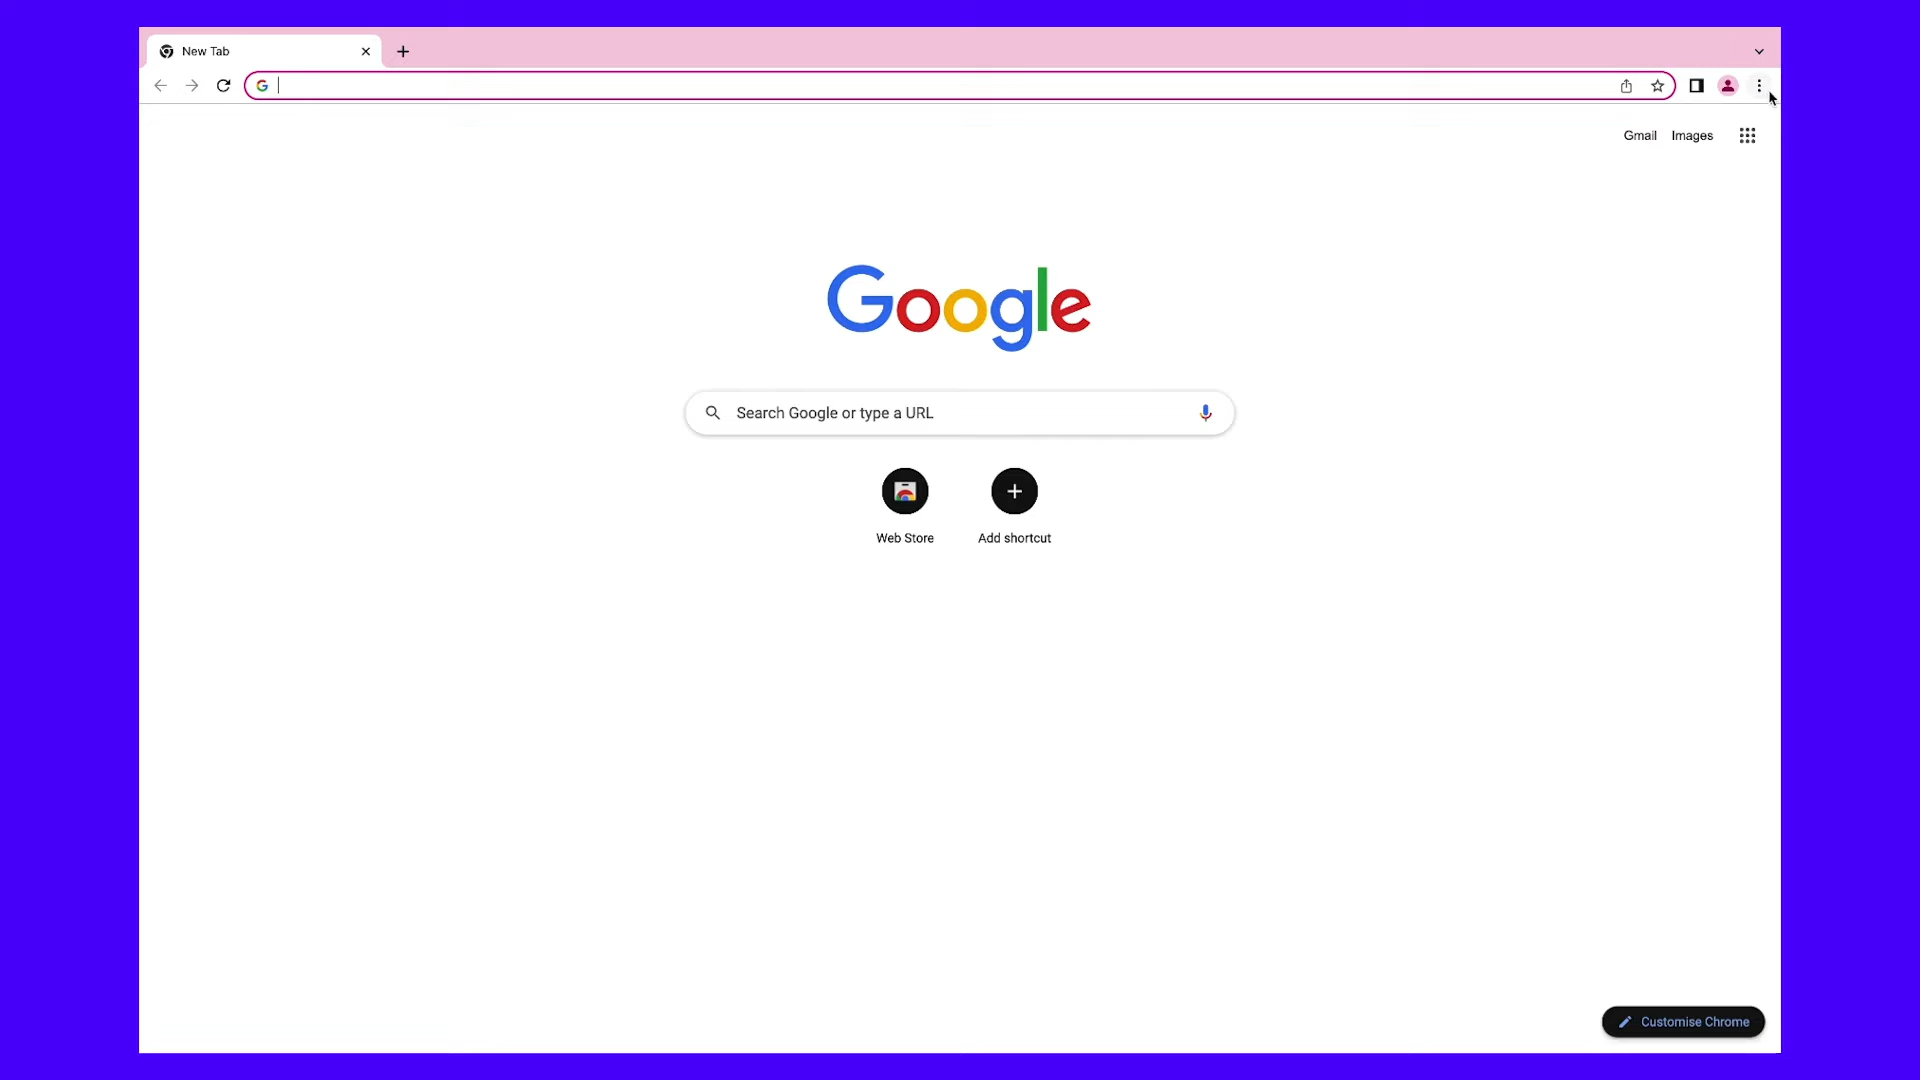 New Tab
Gmail Images
Google
Search Google or type a URL
Web Store Add shortcut
Customise Chrome